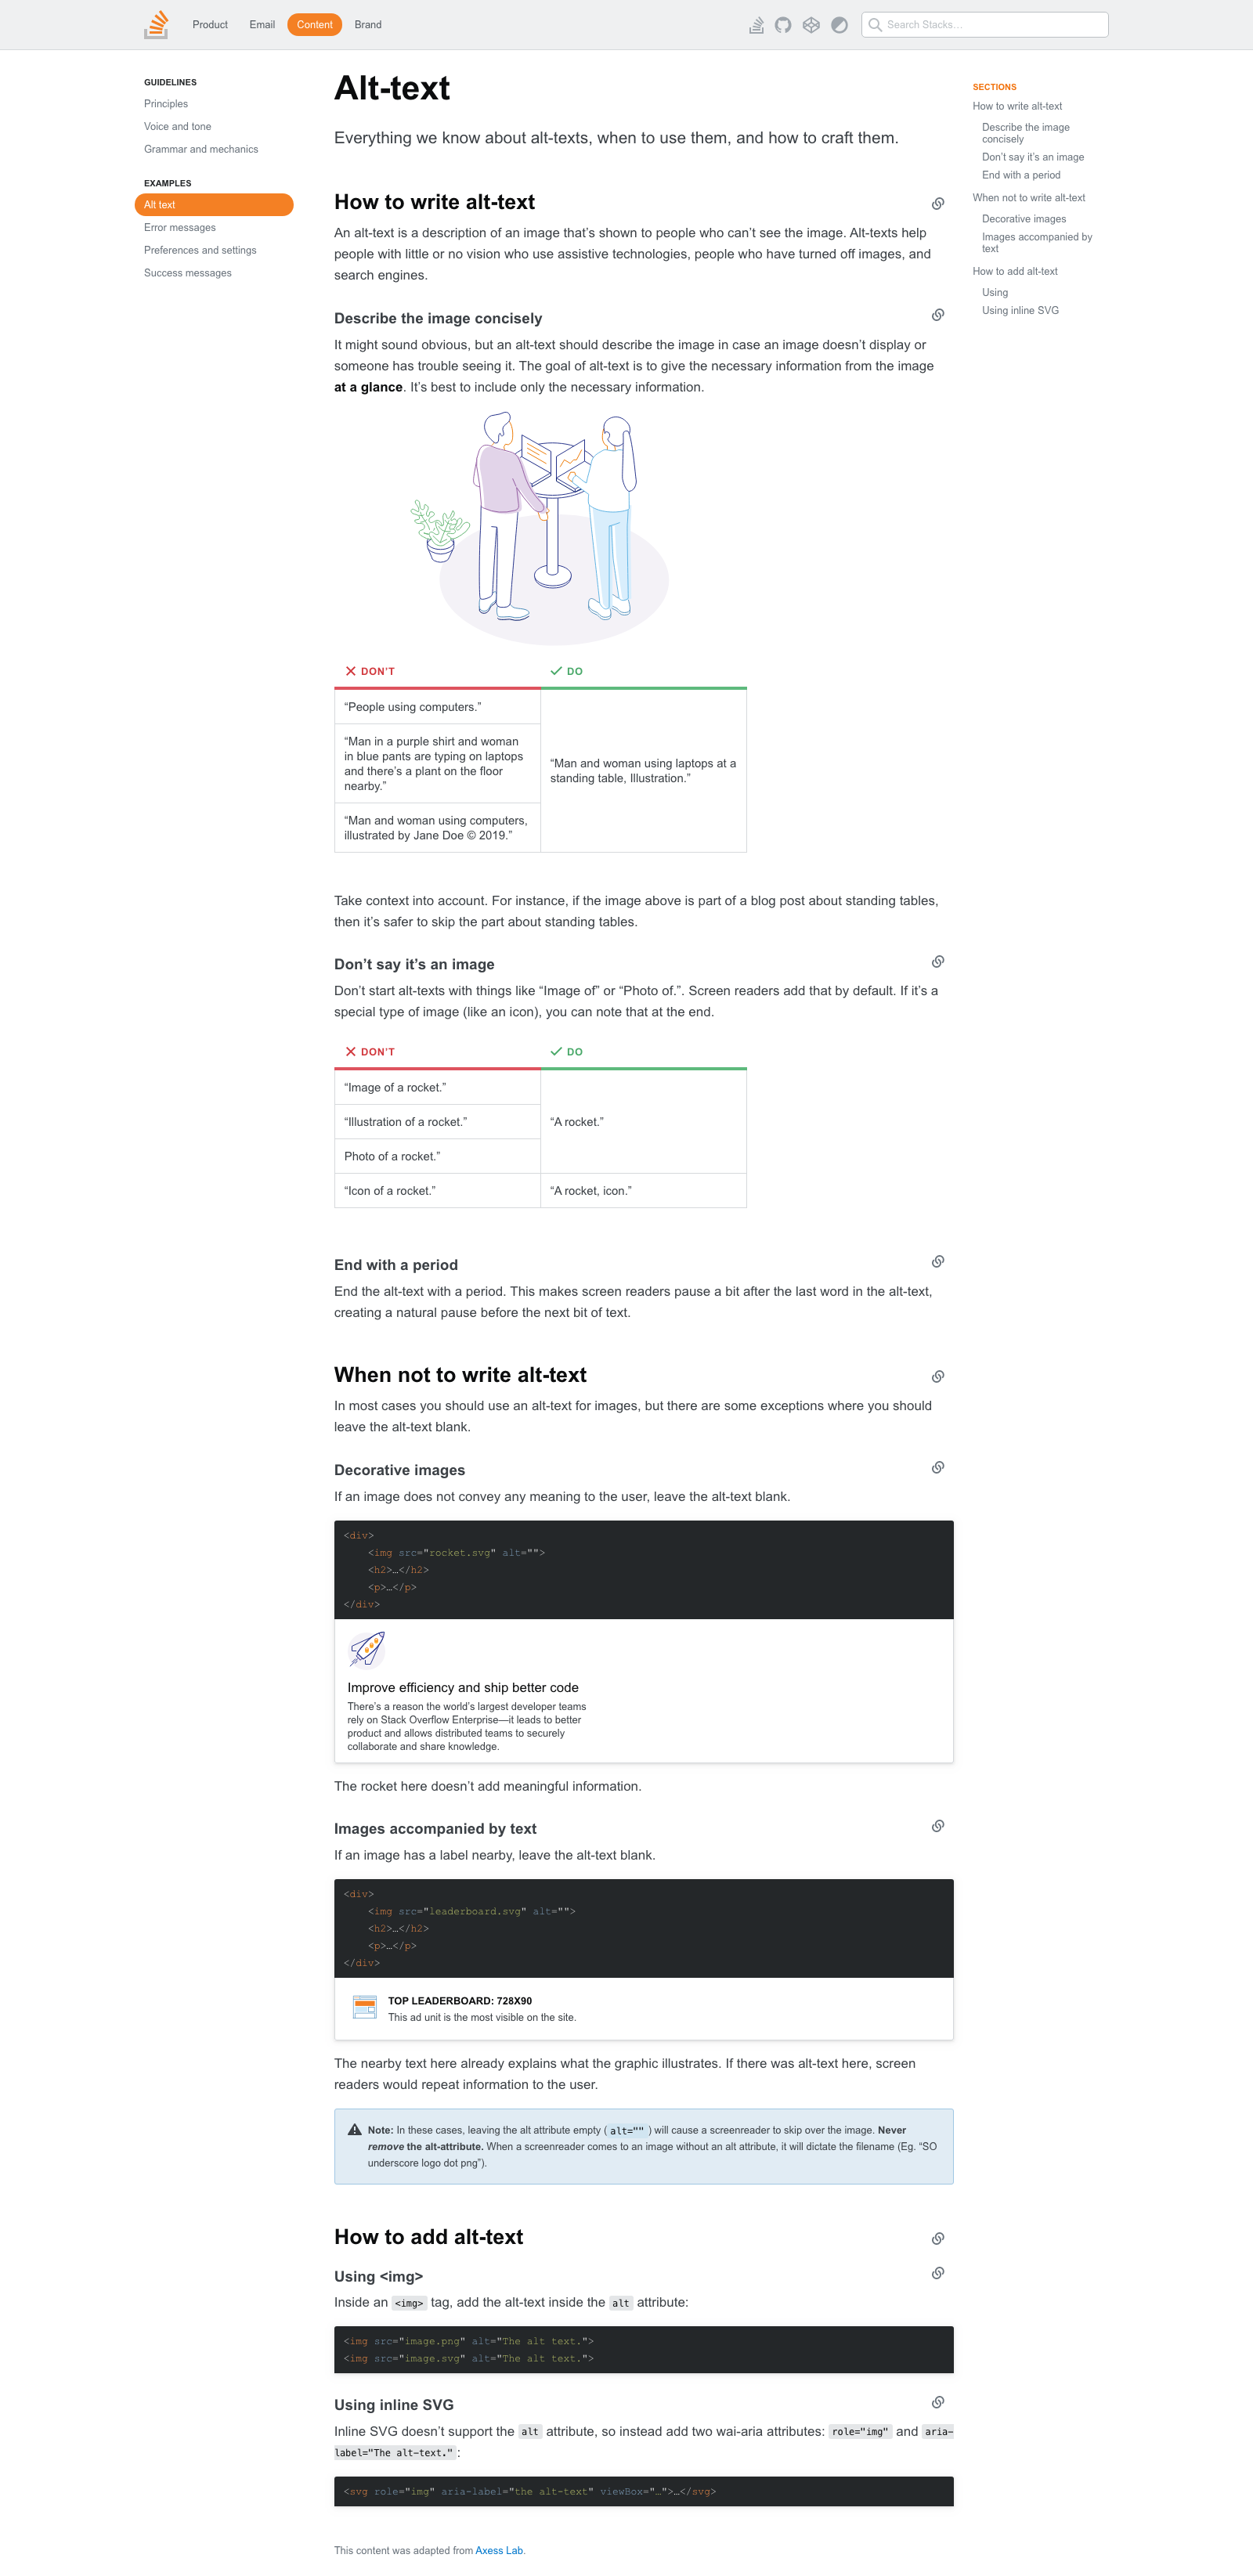 Product Email Content Brand Search Stacks…
GUIDELINES
Principles
Voice and tone
Grammar and mechanics
EXAMPLES
Alt text
Error messages
Preferences and settings
Success messages
Alt-text
Everything we know about alt-texts, when to use them, and how to craft them.
How to write alt-text
An alt-text is a description of an image that’s shown to people who can’t see the image. Alt-texts help
people with little or no vision who use assistive technologies, people who have turned off images, and
search engines.
Describe the image concisely
It might sound obvious, but an alt-text should describe the image in case an image doesn’t display or
someone has trouble seeing it. The goal of alt-text is to give the necessary information from the image
at a glance. It’s best to include only the necessary information.
DON’T
DO
“People using computers.”
“Man in a purple shirt and woman
in blue pants are typing on laptops
and there’s a plant on the floor
nearby.”
“Man and woman using computers,
illustrated by Jane Doe © 2019.”
“Man and woman using laptops at a
standing table, Illustration.”
Take context into account. For instance, if the image above is part of a blog post about standing tables,
then it’s safer to skip the part about standing tables.
Don’t say it’s an image
Don’t start alt-texts with things like “Image of” or “Photo of.”. Screen readers add that by default. If it’s a
special type of image (like an icon), you can note that at the end.
DON’T
DO
“Image of a rocket.”
“Illustration of a rocket.”
Photo of a rocket.”
“A rocket.”
“Icon of a rocket.”
“A rocket, icon.”
End with a period
End the alt-text with a period. This makes screen readers pause a bit after the last word in the alt-text,
creating a natural pause before the next bit of text.
When not to write alt-text
In most cases you should use an alt-text for images, but there are some exceptions where you should
leave the alt-text blank.
Decorative images
If an image does not convey any meaning to the user, leave the alt-text blank.
<div>
<img src="rocket.svg" alt="">
<h2>…</h2>
<p>…</p>
</div>
Improve efficiency and ship better code
There’s a reason the world’s largest developer teams
rely on Stack Overflow Enterprise—it leads to better
product and allows distributed teams to securely
collaborate and share knowledge.
The rocket here doesn’t add meaningful information.
Images accompanied by text
If an image has a label nearby, leave the alt-text blank.
<div>
<img src="leaderboard.svg" alt="">
<h2>…</h2>
<p>…</p>
</div>
TOP LEADERBOARD: 728X90
This ad unit is the most visible on the site.
The nearby text here already explains what the graphic illustrates. If there was alt-text here, screen
readers would repeat information to the user.
Note: In these cases, leaving the alt attribute empty ( alt="" ) will cause a screenreader to skip over the image. Never
remove the alt-attribute. When a screenreader comes to an image without an alt attribute, it will dictate the filename (Eg. “SO
underscore logo dot png”).
How to add alt-text
Using <img>
Inside an <img> tag, add the alt-text inside the alt attribute:
<img src="image.png" alt="The alt text.">
<img src="image.svg" alt="The alt text.">
Using inline SVG
Inline SVG doesn’t support the alt attribute, so instead add two wai-aria attributes: role="img" and aria-
label="The alt-text." :
<svg role="img" aria-label="the alt-text" viewBox="…">…</svg>
This content was adapted from Axess Lab.
SECTIONS
How to write alt-text
Describe the image
concisely
Don’t say it’s an image
End with a period
When not to write alt-text
Decorative images
Images accompanied by
text
How to add alt-text
Using
Using inline SVG